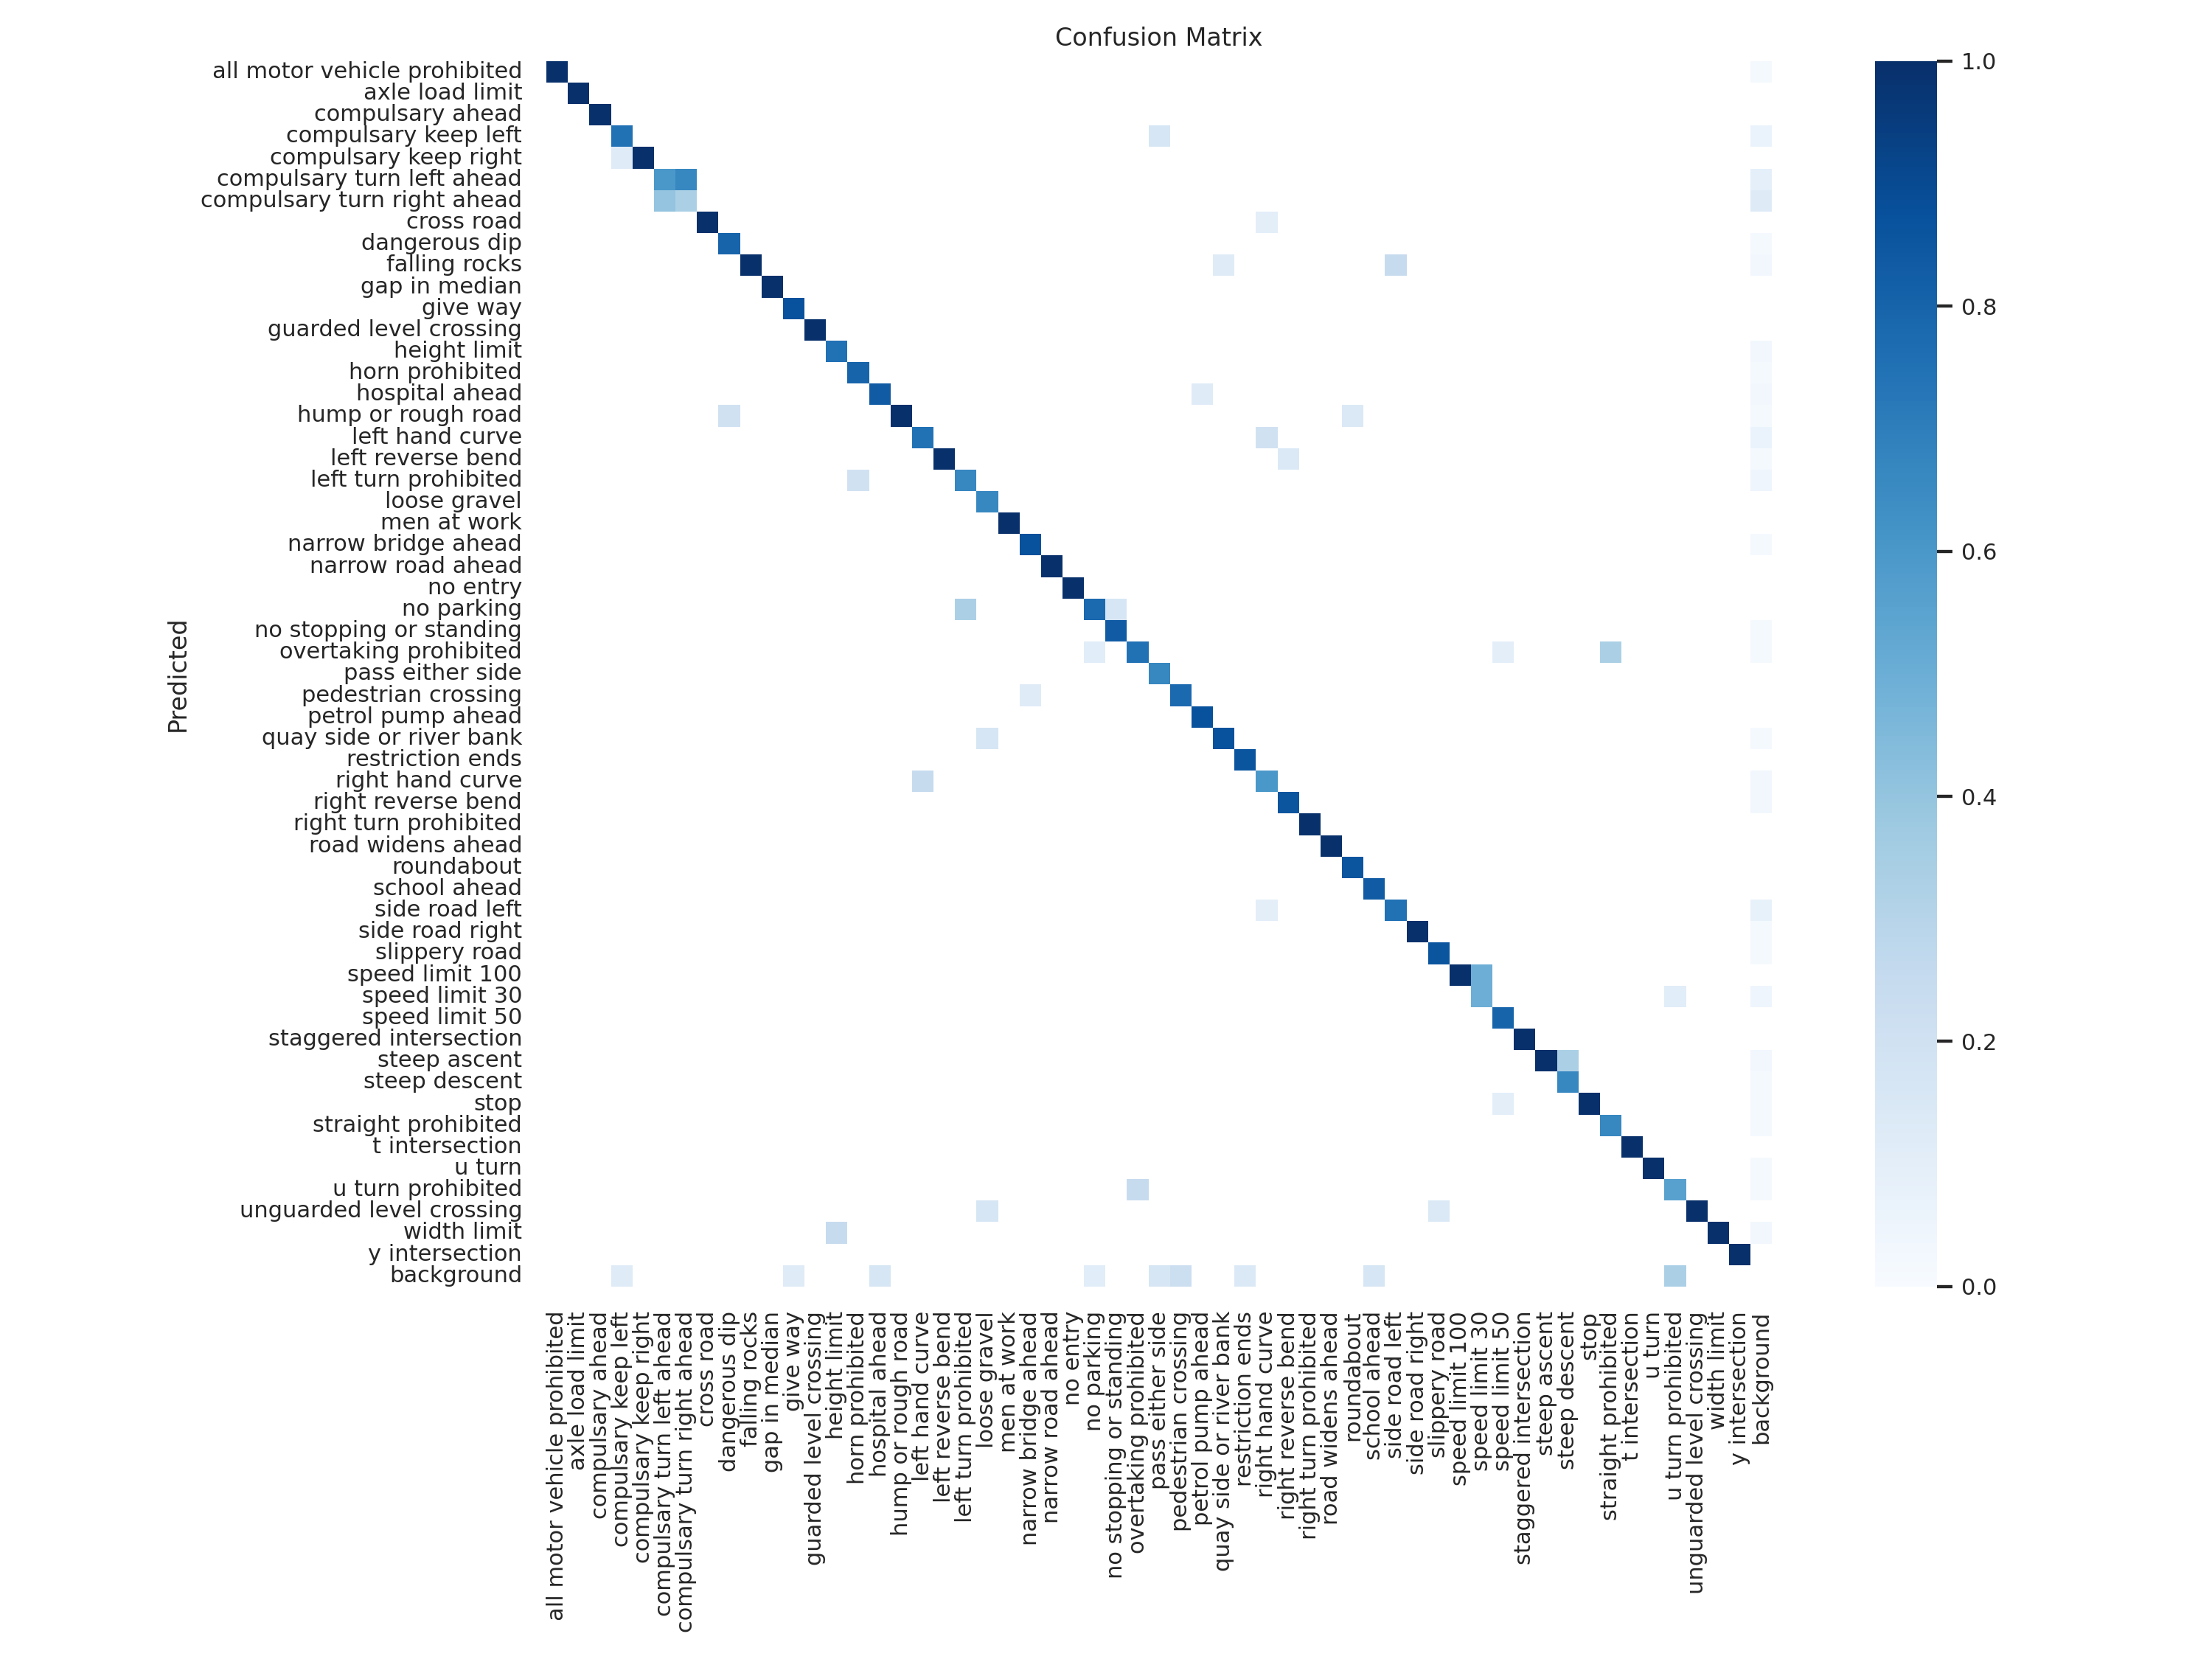 Confusion Matrix
all motor vehicle prohibited
axle load limit
compulsary ahead
compulsary keep left
compulsary keep right
compulsary turn left ahead
compulsary turn right ahead
cross road
dangerous dip
falling rocks
gap in median
give way
guarded level crossing
height limit
horn prohibited
hospital ahead
hump or rough road
left hand curve
left reverse bend
left turn prohibited
loose gravel
men at work
narrow bridge ahead
narrow road ahead
no entry
no parking
no stopping or standing
overtaking prohibited
pass either side
pedestrian crossing
petrol pump ahead
quay side or river bank
restriction ends
right hand curve
right reverse bend
right turn prohibited
road widens ahead
roundabout
school ahead
side road left
side road right
slippery road
speed limit 100
speed limit 30
speed limit 50
staggered intersection
steep ascent
steep descent
stop
straight prohibited
t intersection
u turn
u turn prohibited
unguarded level crossing
width limit
y intersection
background
Predicted
all motor vehicle prohibited
axle load limit
compulsary ahead
compulsary keep left
compulsary keep right
compulsary turn left ahead
compulsary turn right ahead
cross road
dangerous dip
falling rocks
gap in median
give way
guarded level crossing
height limit
horn prohibited
hospital ahead
hump or rough road
left hand curve
left reverse bend
left turn prohibited
loose gravel
men at work
narrow bridge ahead
narrow road ahead
no entry
no parking
no stopping or standing
overtaking prohibited
pass either side
pedestrian crossing
petrol pump ahead
quay side or river bank
restriction ends
right hand curve
right reverse bend
right turn prohibited
road widens ahead
roundabout
school ahead
side road left
side road right
slippery road
speed limit 100
speed limit 30
speed limit 50
staggered intersection
steep ascent
steep descent
stop
straight prohibited
t intersection
u turn
u turn prohibited
unguarded level crossing
width limit
y intersection
background
1.0
0.8
0.6
0.4
0.2
0.0